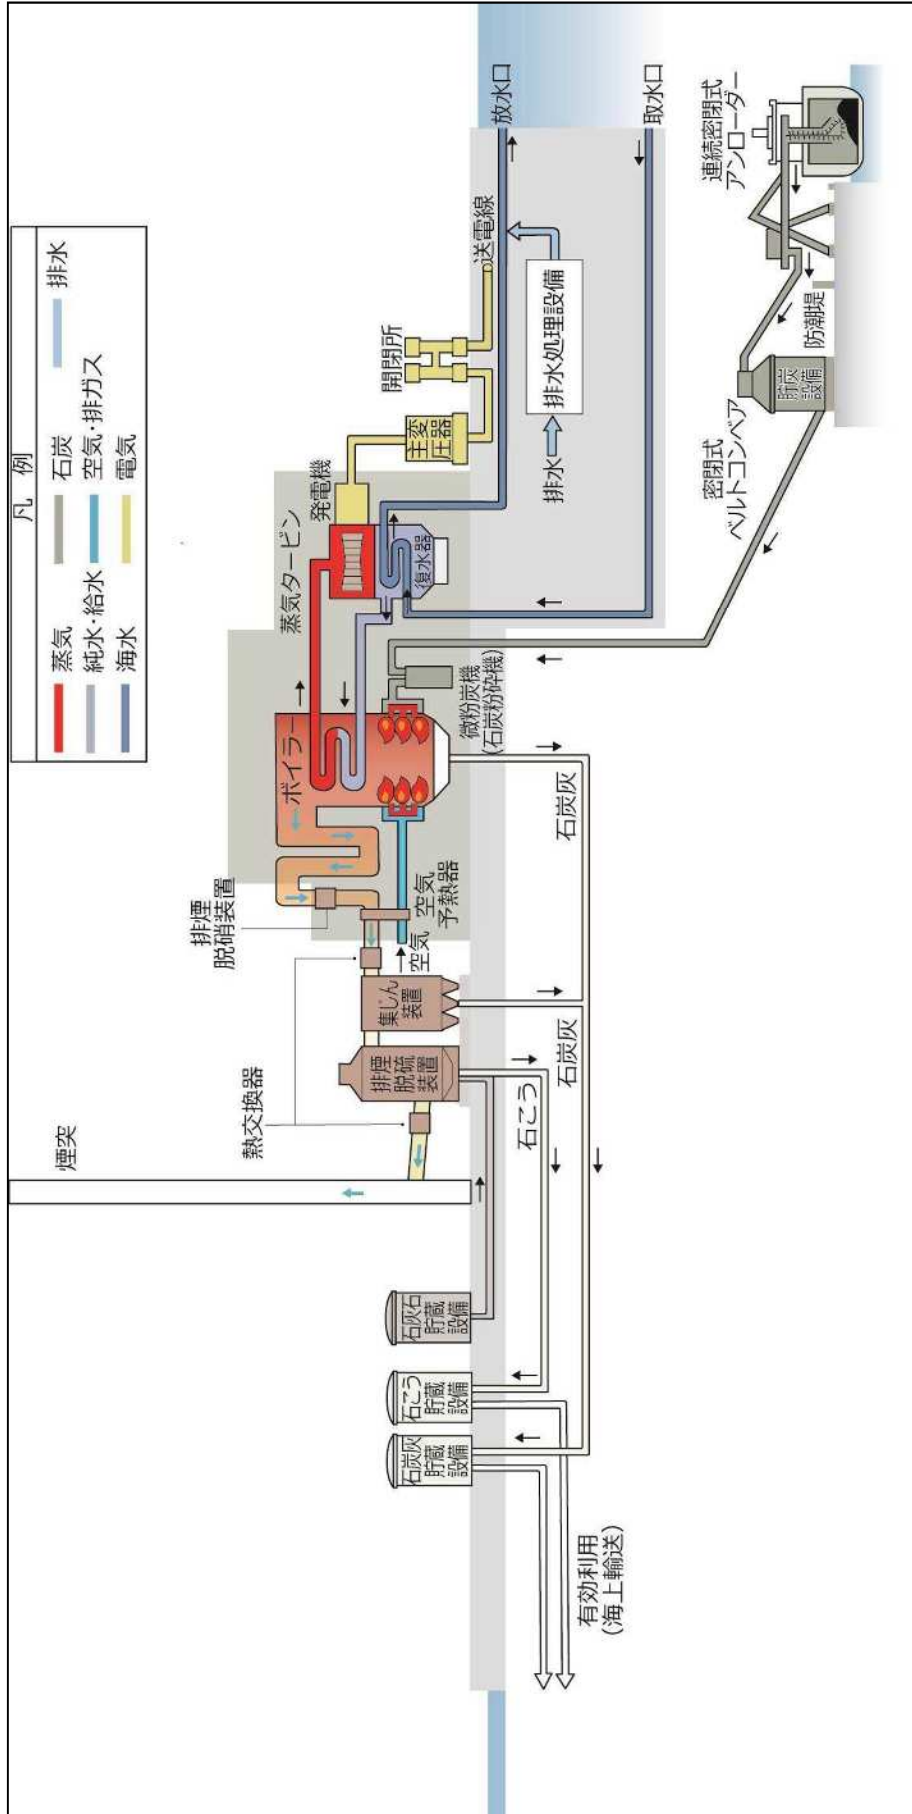 凡　例
蒸気
石炭
排水
純水・給水
空気・排ガス
海水
電気
煙突
熱交換器
排煙
脱硝装置
ボイラー
蒸気タービン
発電機
開閉所
送電線
主変
圧器
復水器
放水口
取水口
石灰石
貯蔵
設備
石こう
貯蔵
設備
石炭灰
貯蔵
設備
排煙
脱硫
装置
集じん
装置
空気
空気
予熱器
微粉炭機
(石炭粉砕機)
排水
排水処理設備
石こう
石炭灰
石炭灰
有効利用
(海上輸送)
密閉式
ベルトコンベア
貯炭
設備
防潮堤
連続密閉式
アンローダー